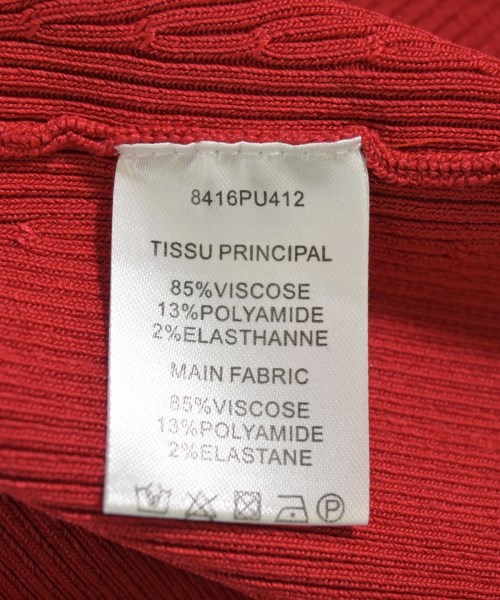 8416PU412
TISSU PRINCIPAL
85%VISCOSE
13%POLYAMIDE
2%ELASTHANNE
MAIN FABRIC
85%VISCOSE
13%POLYAMIDE
2%ELASTANE
P